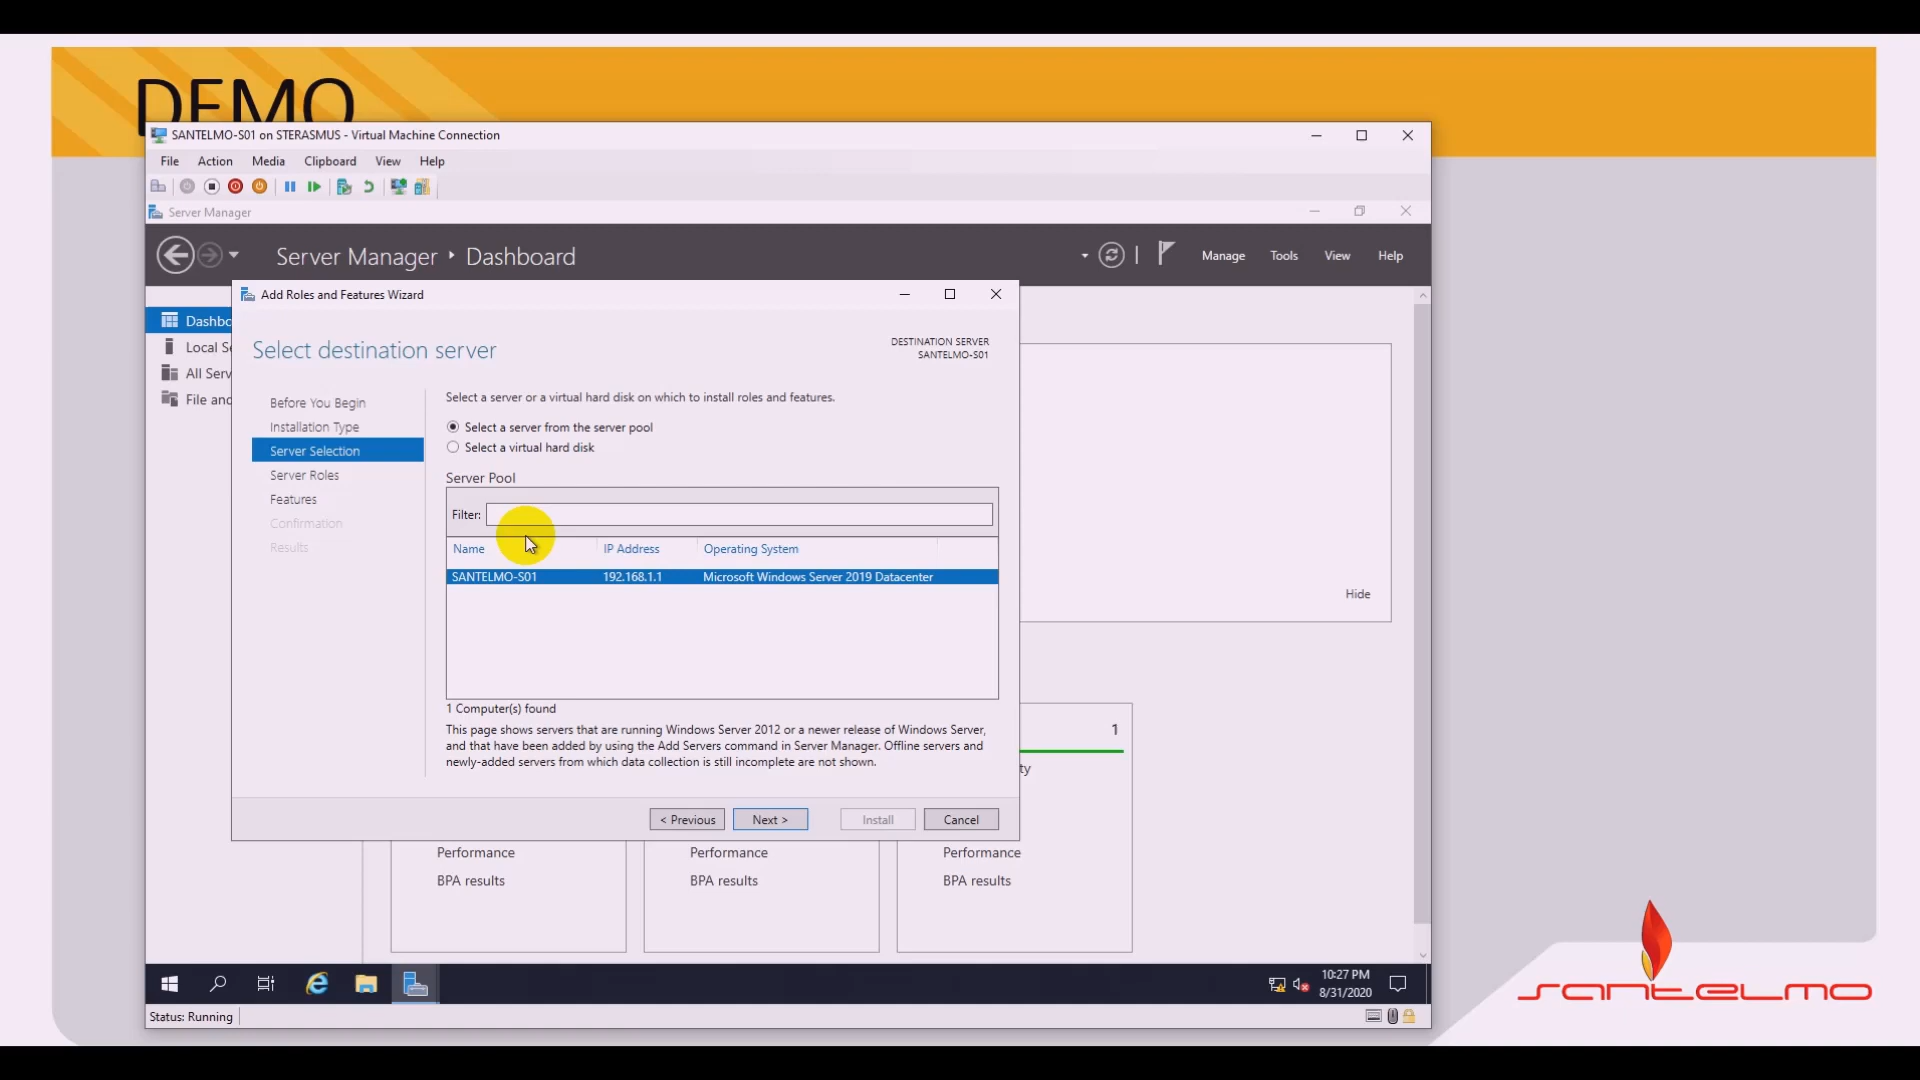 DEMO
SANTELMO-S01 on STERASMUS - Virtual Machine Connection
File Action Media Clipboard View Help
Server Manager
Server Manager ‣ Dashboard
Manage Tools View Help
Add Roles and Features Wizard
Dashbo
Local Se
All Serv
File and
Select destination server
DESTINATION SERVER
SANTELMO-S01
Before You Begin
Installation Type
Server Selection
Server Roles
Features
Confirmation
Results
Select a server or a virtual hard disk on which to install roles and features.
Select a server from the server pool
Select a virtual hard disk
Server Pool
Filter:
Name IP Address Operating System
SANTELMO-S01 192.168.1.1 Microsoft Windows Server 2019 Datacenter
1 Computer(s) found
This page shows servers that are running Windows Server 2012 or a newer release of Windows Server,
and that have been added by using the Add Servers command in Server Manager. Offline servers and
newly-added servers from which data collection is still incomplete are not shown.
< Previous Next > Install Cancel
Hide
1
ty
Performance Performance Performance
BPA results BPA results BPA results
10:27 PM
8/31/2020
Status: Running
santelmo